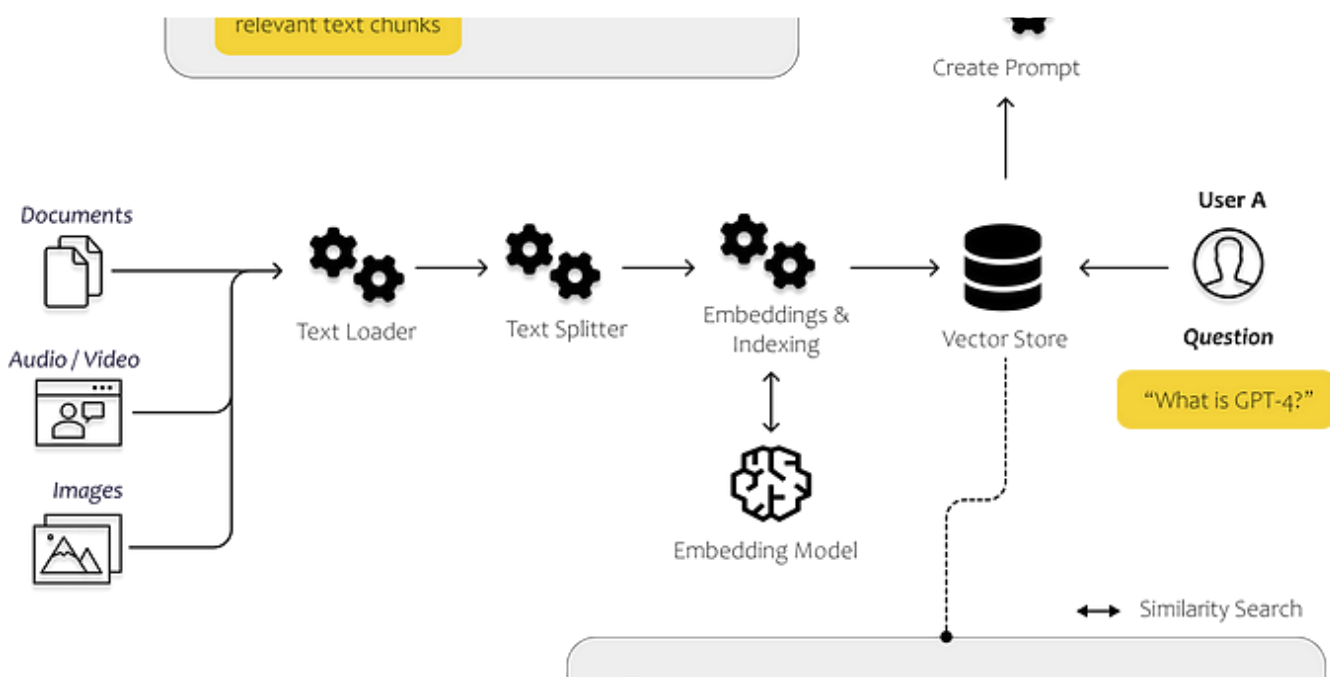 relevant text chunks
Create Prompt
Documents
User A
Text Loader
Text Splitter
Embeddings &
Indexing
Vector Store
Question
Audio / Video
“What is GPT-4?”
Images
Embedding Model
Similarity Search